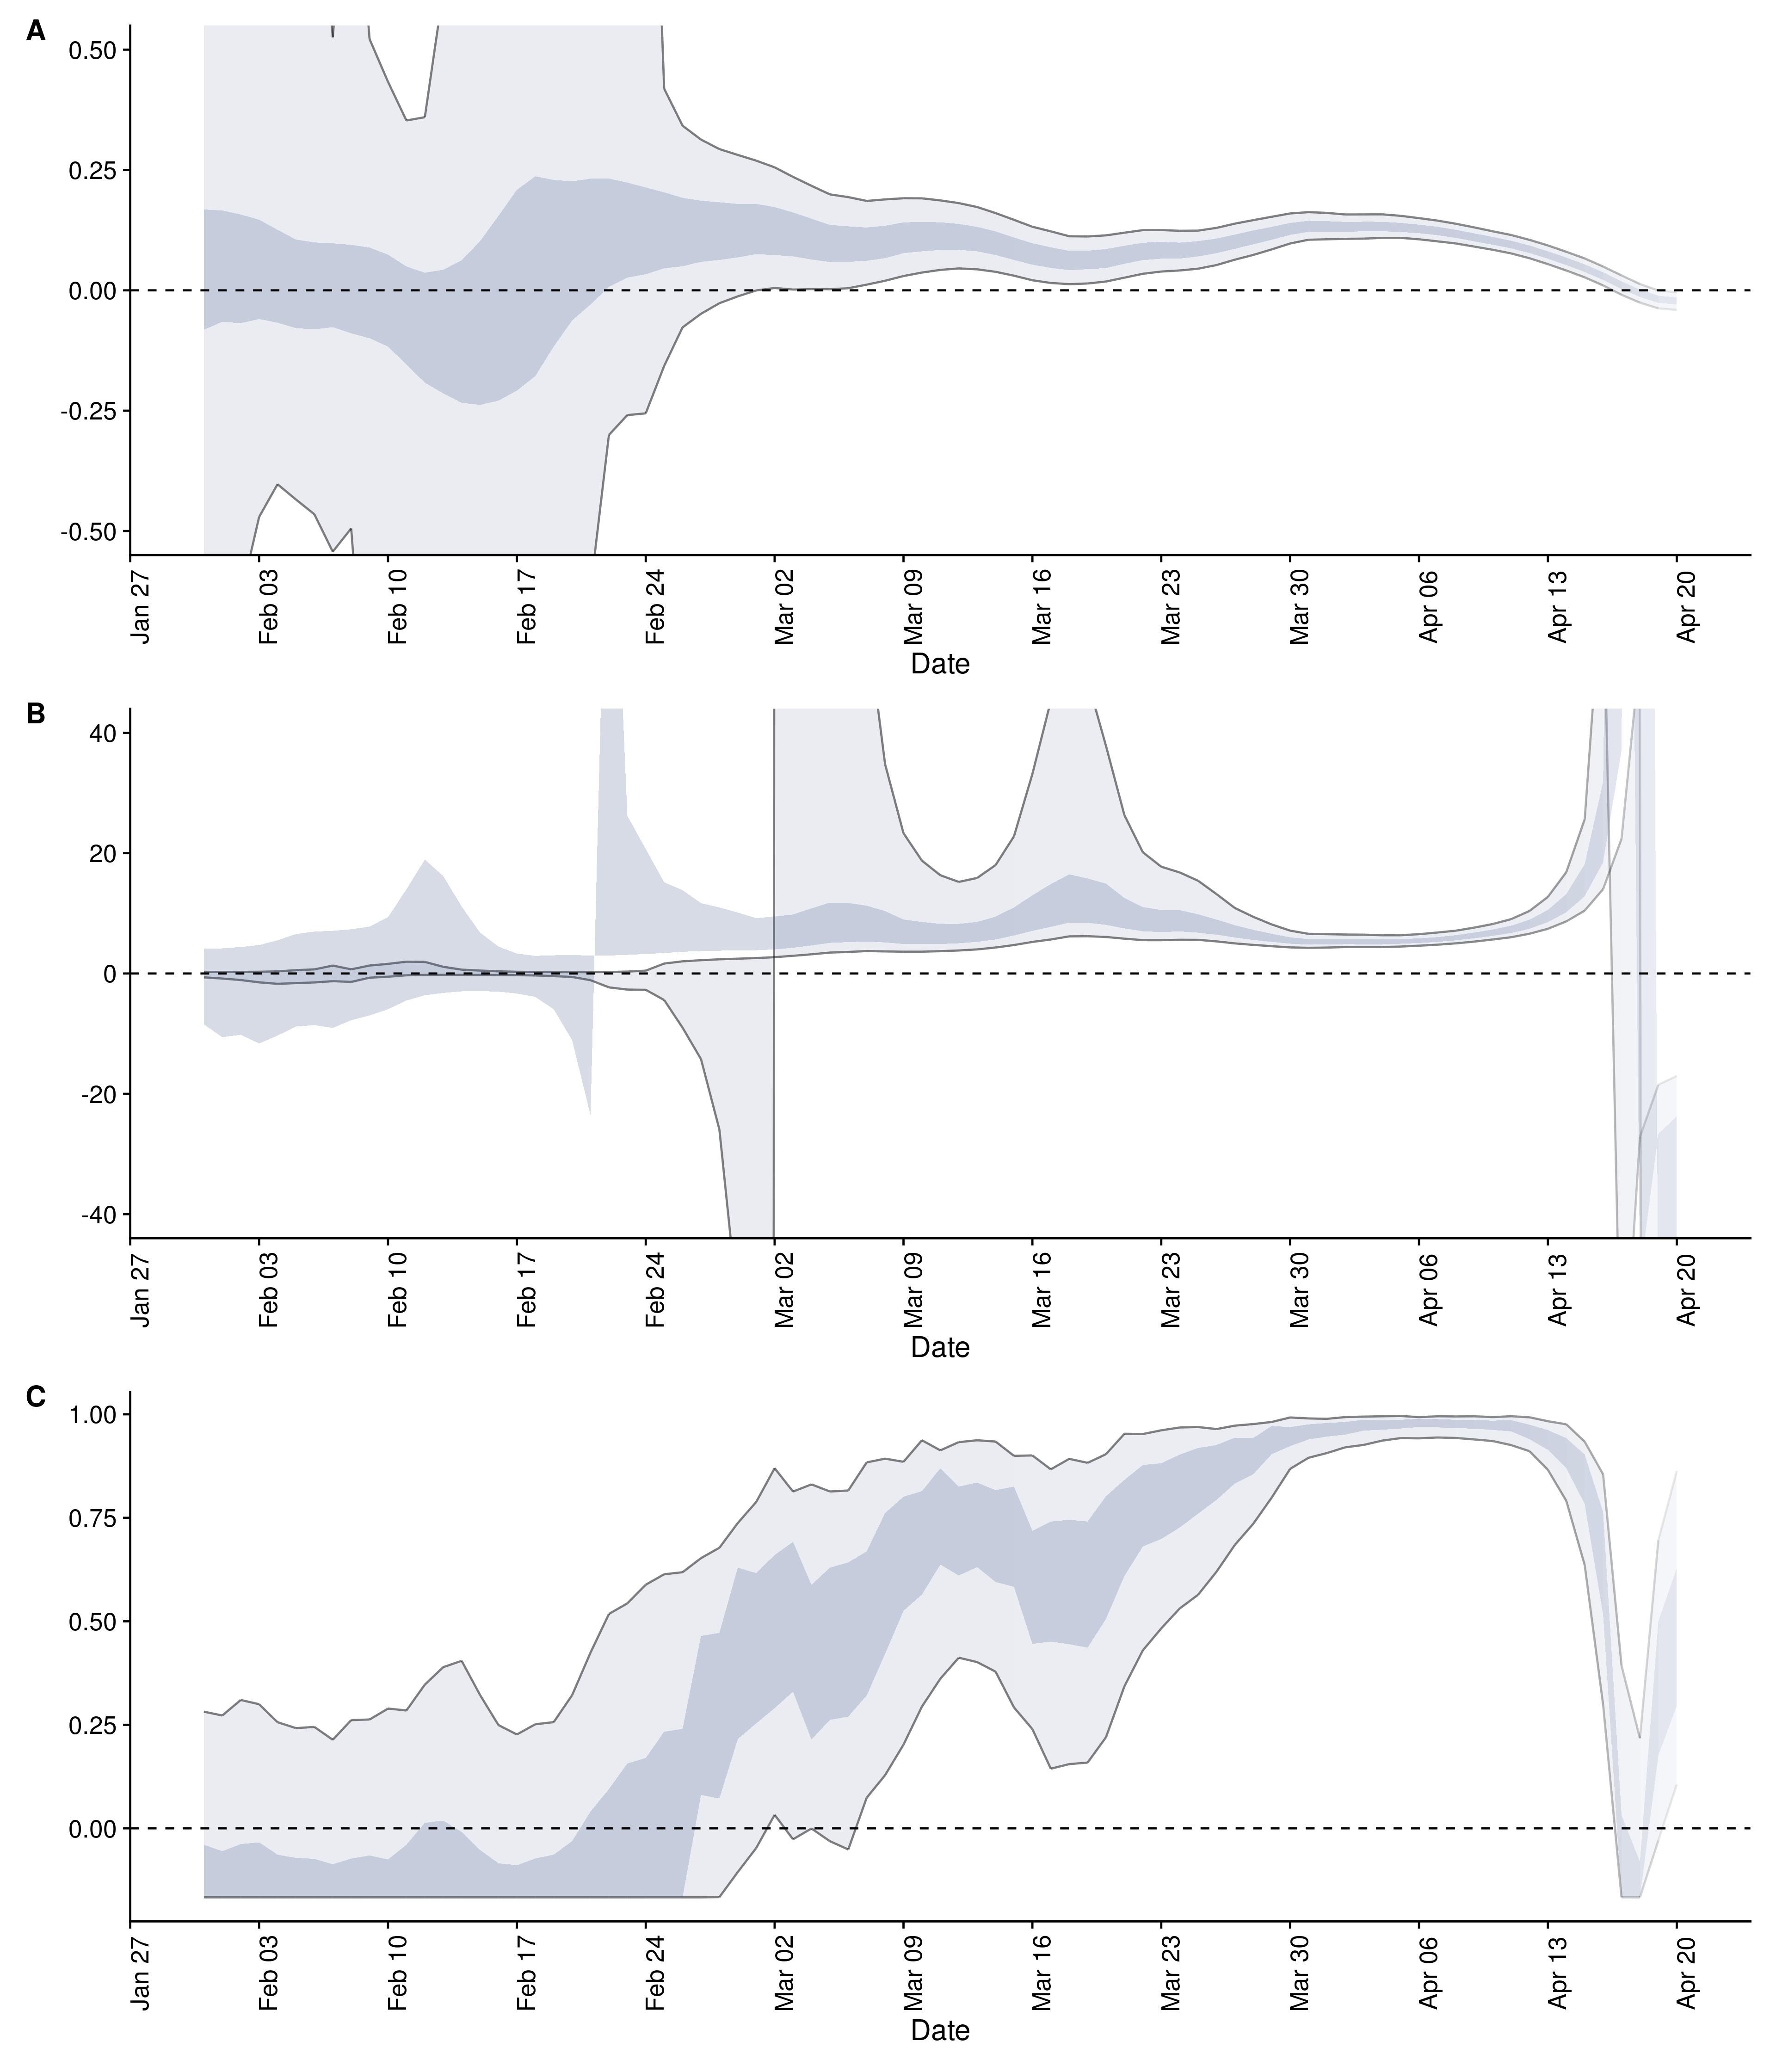 A
0.50
0.25
0.00
-0.25
-0.50
Jan 27
Feb 03
Feb 10
Feb 17
Feb 24
Mar 02
Mar 09
Mar 16
Mar 23
Mar 30
Apr 06
Apr 13
Apr 20
Date
B
40
20
0
-20
-40
Jan 27
Feb 03
Feb 10
Feb 17
Feb 24
Mar 02
Mar 09
Mar 16
Mar 23
Mar 30
Apr 06
Apr 13
Apr 20
Date
C
1.00
0.75
0.50
0.25
0.00
Jan 27
Feb 03
Feb 10
Feb 17
Feb 24
Mar 02
Mar 09
Mar 16
Mar 23
Mar 30
Apr 06
Apr 13
Apr 20
Date